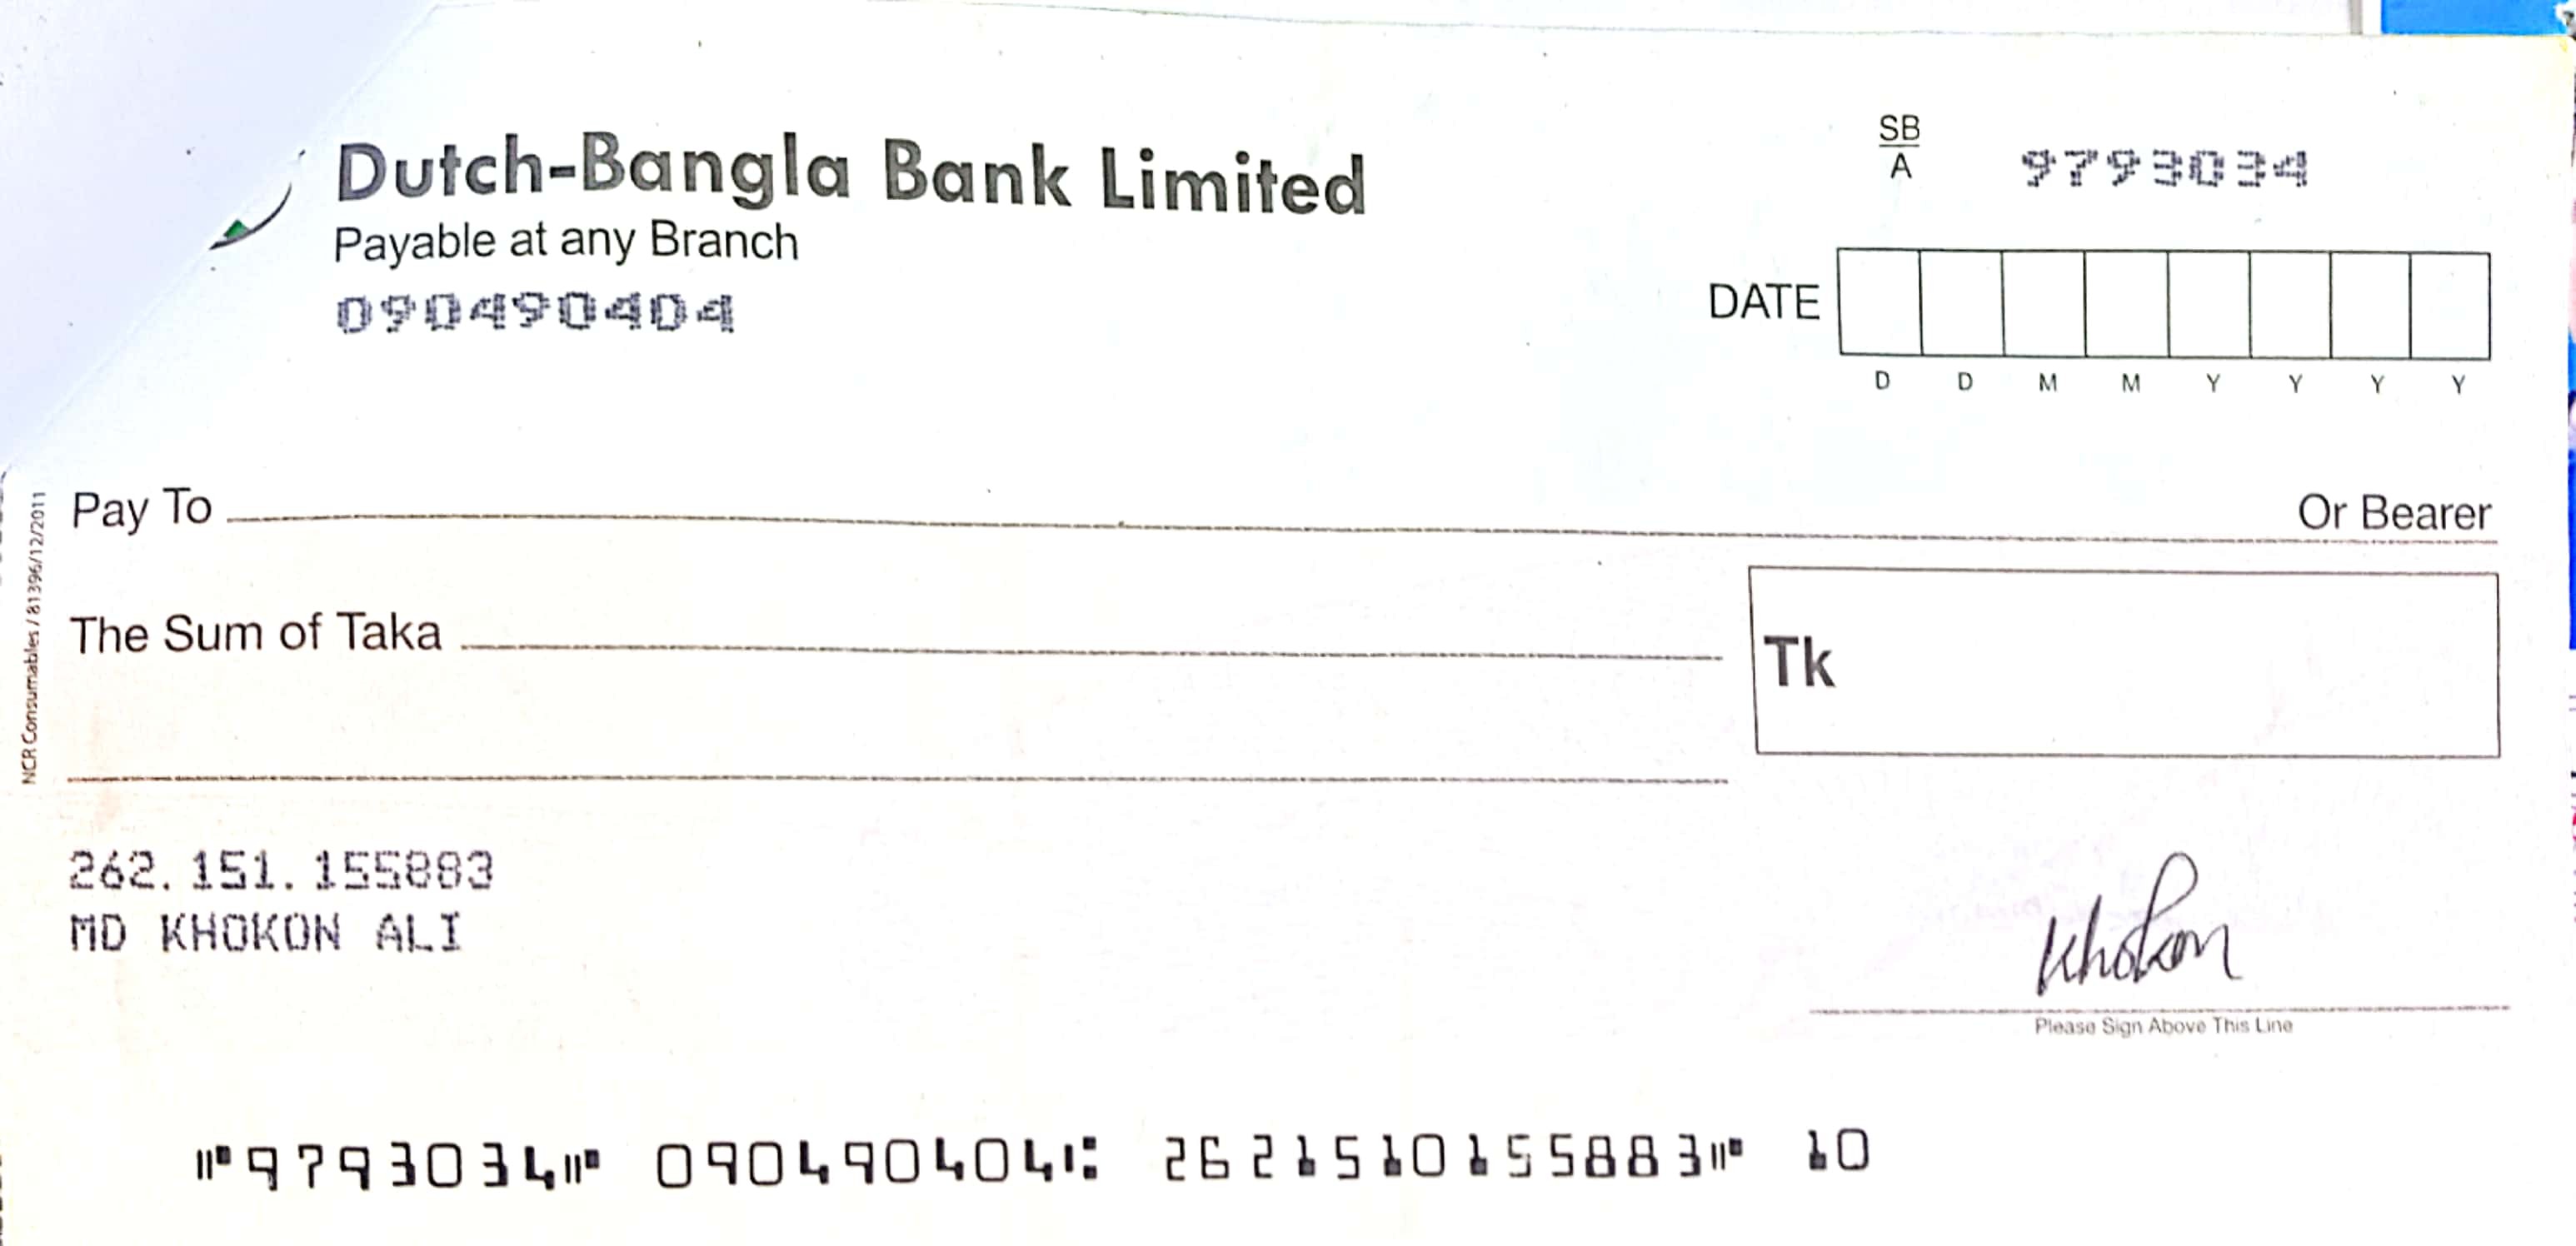 Dutch-Bangla Bank Limited
Payable at any Branch
090490404
SB
A
9793034
DATE
D D M M Y Y Y Y
Pay To
Or Bearer
The Sum of Taka
Tk
NCR Consumables / 81396/12/2011
262.151.155883
MD KHOKON ALI
Khokon
Please Sign Above This Line
⑈9793034⑈ 090490404⑆ 2621510155883⑈ 10